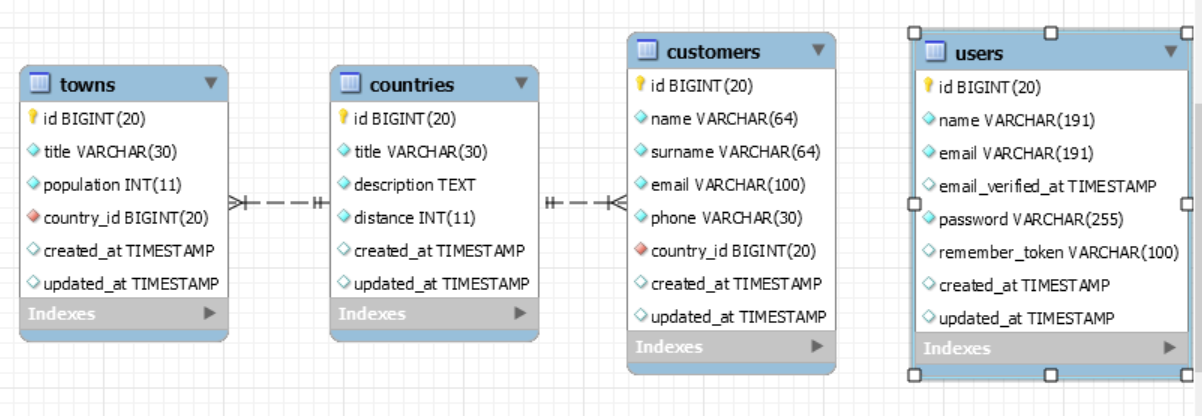 towns
id BIGINT(20)
title VARCHAR(30)
population INT(11)
country_id BIGINT(20)
created_at TIMESTAMP
updated_at TIMESTAMP
Indexes
countries
id BIGINT(20)
title VARCHAR(30)
description TEXT
distance INT(11)
created_at TIMESTAMP
updated_at TIMESTAMP
Indexes
customers
id BIGINT(20)
name VARCHAR(64)
surname VARCHAR(64)
email VARCHAR(100)
phone VARCHAR(30)
country_id BIGINT(20)
created_at TIMESTAMP
updated_at TIMESTAMP
Indexes
users
id BIGINT(20)
name VARCHAR(191)
email VARCHAR(191)
email_verified_at TIMESTAMP
password VARCHAR(255)
remember_token VARCHAR(100)
created_at TIMESTAMP
updated_at TIMESTAMP
Indexes